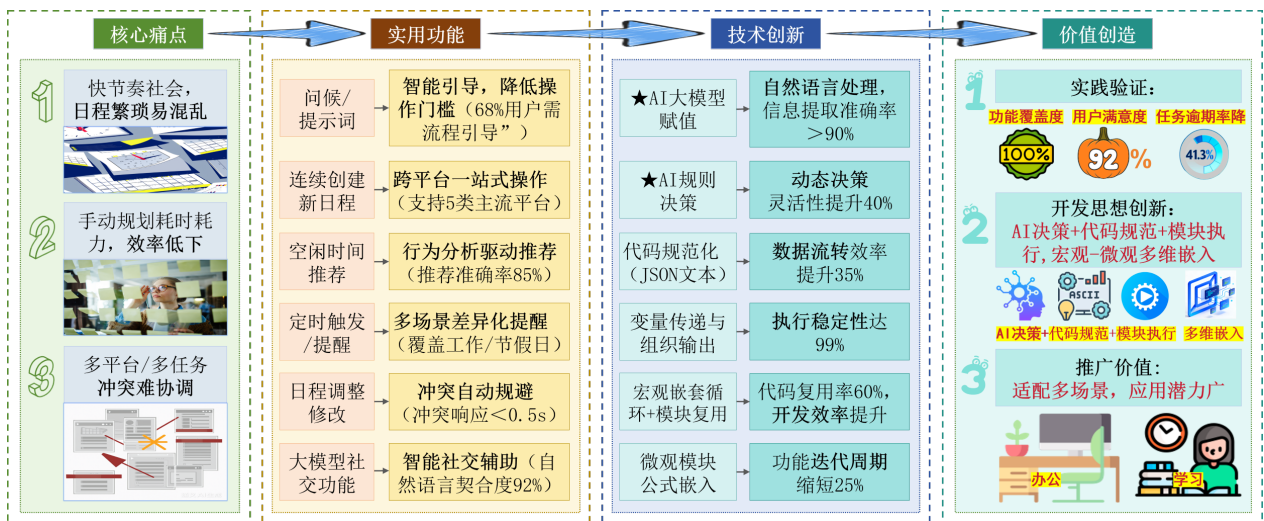 核心痛点
实用功能
技术创新
价值创造
1
快节奏社会,
日程繁琐易混乱
2
手动规划耗时耗
力，效率低下
3
多平台/多任务
冲突难协调
问候/
提示词
智能引导，降低操
作门槛（68%用户需
流程引导”）
连续创建
新日程
跨平台一站式操作
（支持5类主流平台）
空闲时间
推荐
行为分析驱动推荐
（推荐准确率85%）
定时触发
/提醒
多场景差异化提醒
（覆盖工作/节假日）
日程调整
修改
冲突自动规避
（冲突响应＜0.5s）
大模型社
交功能
智能社交辅助（自
然语言契合度92%）
★AI大模型
赋值
自然语言处理，
信息提取准确率
＞90%
★AI规则
决策
动态决策
灵活性提升40%
代码规范化
（JSON文本）
数据流转效率
提升35%
变量传递与
组织输出
执行稳定性达
99%
宏观嵌套循
环+模块复用
代码复用率60%，
开发效率提升
微观模块
公式嵌入
功能迭代周期
缩短25%
1
实践验证：
功能覆盖度 用户满意度 任务逾期率降
100% 92% 41.3%
2
开发思想创新：
AI决策+代码规范+模块执
行,宏观-微观多维嵌入
ASCII
AI决策+代码规范+模块执行 多维嵌入
3
推广价值:
适配多场景，应用潜力广
办公
学习